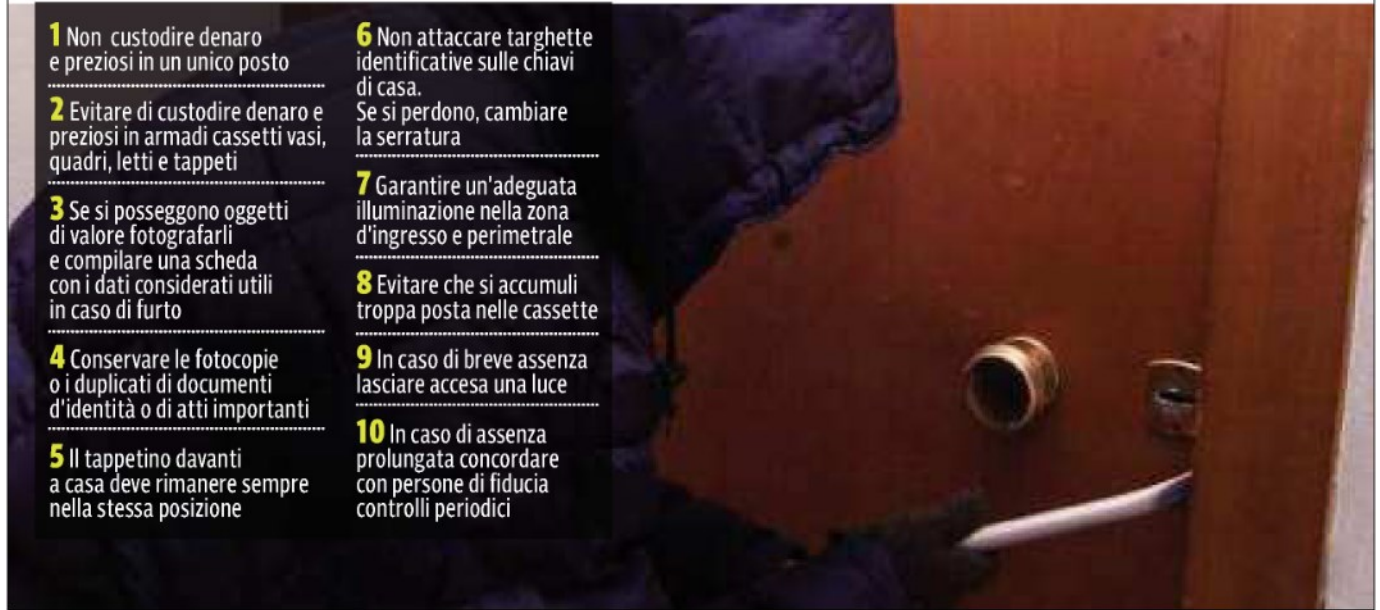 1 Non custodire denaro
e preziosi in un unico posto
2 Evitare di custodire denaro e
preziosi in armadi cassetti vasi,
quadri, letti e tappeti
3 Se si posseggono oggetti
di valore fotografarli
e compilare una scheda
con i dati considerati utili
in caso di furto
4 Conservare le fotocopie
o i duplicati di documenti
d'identità o di atti importanti
5 Il tappetino davanti
a casa deve rimanere sempre
nella stessa posizione
6 Non attaccare targhette
identificative sulle chiavi
di casa.
Se si perdono, cambiare
la serratura
7 Garantire un'adeguata
illuminazione nella zona
d'ingresso e perimetrale
8 Evitare che si accumuli
troppa posta nelle cassette
9 In caso di breve assenza
lasciare accesa una luce
10 In caso di assenza
prolungata concordare
con persone di fiducia
controlli periodici